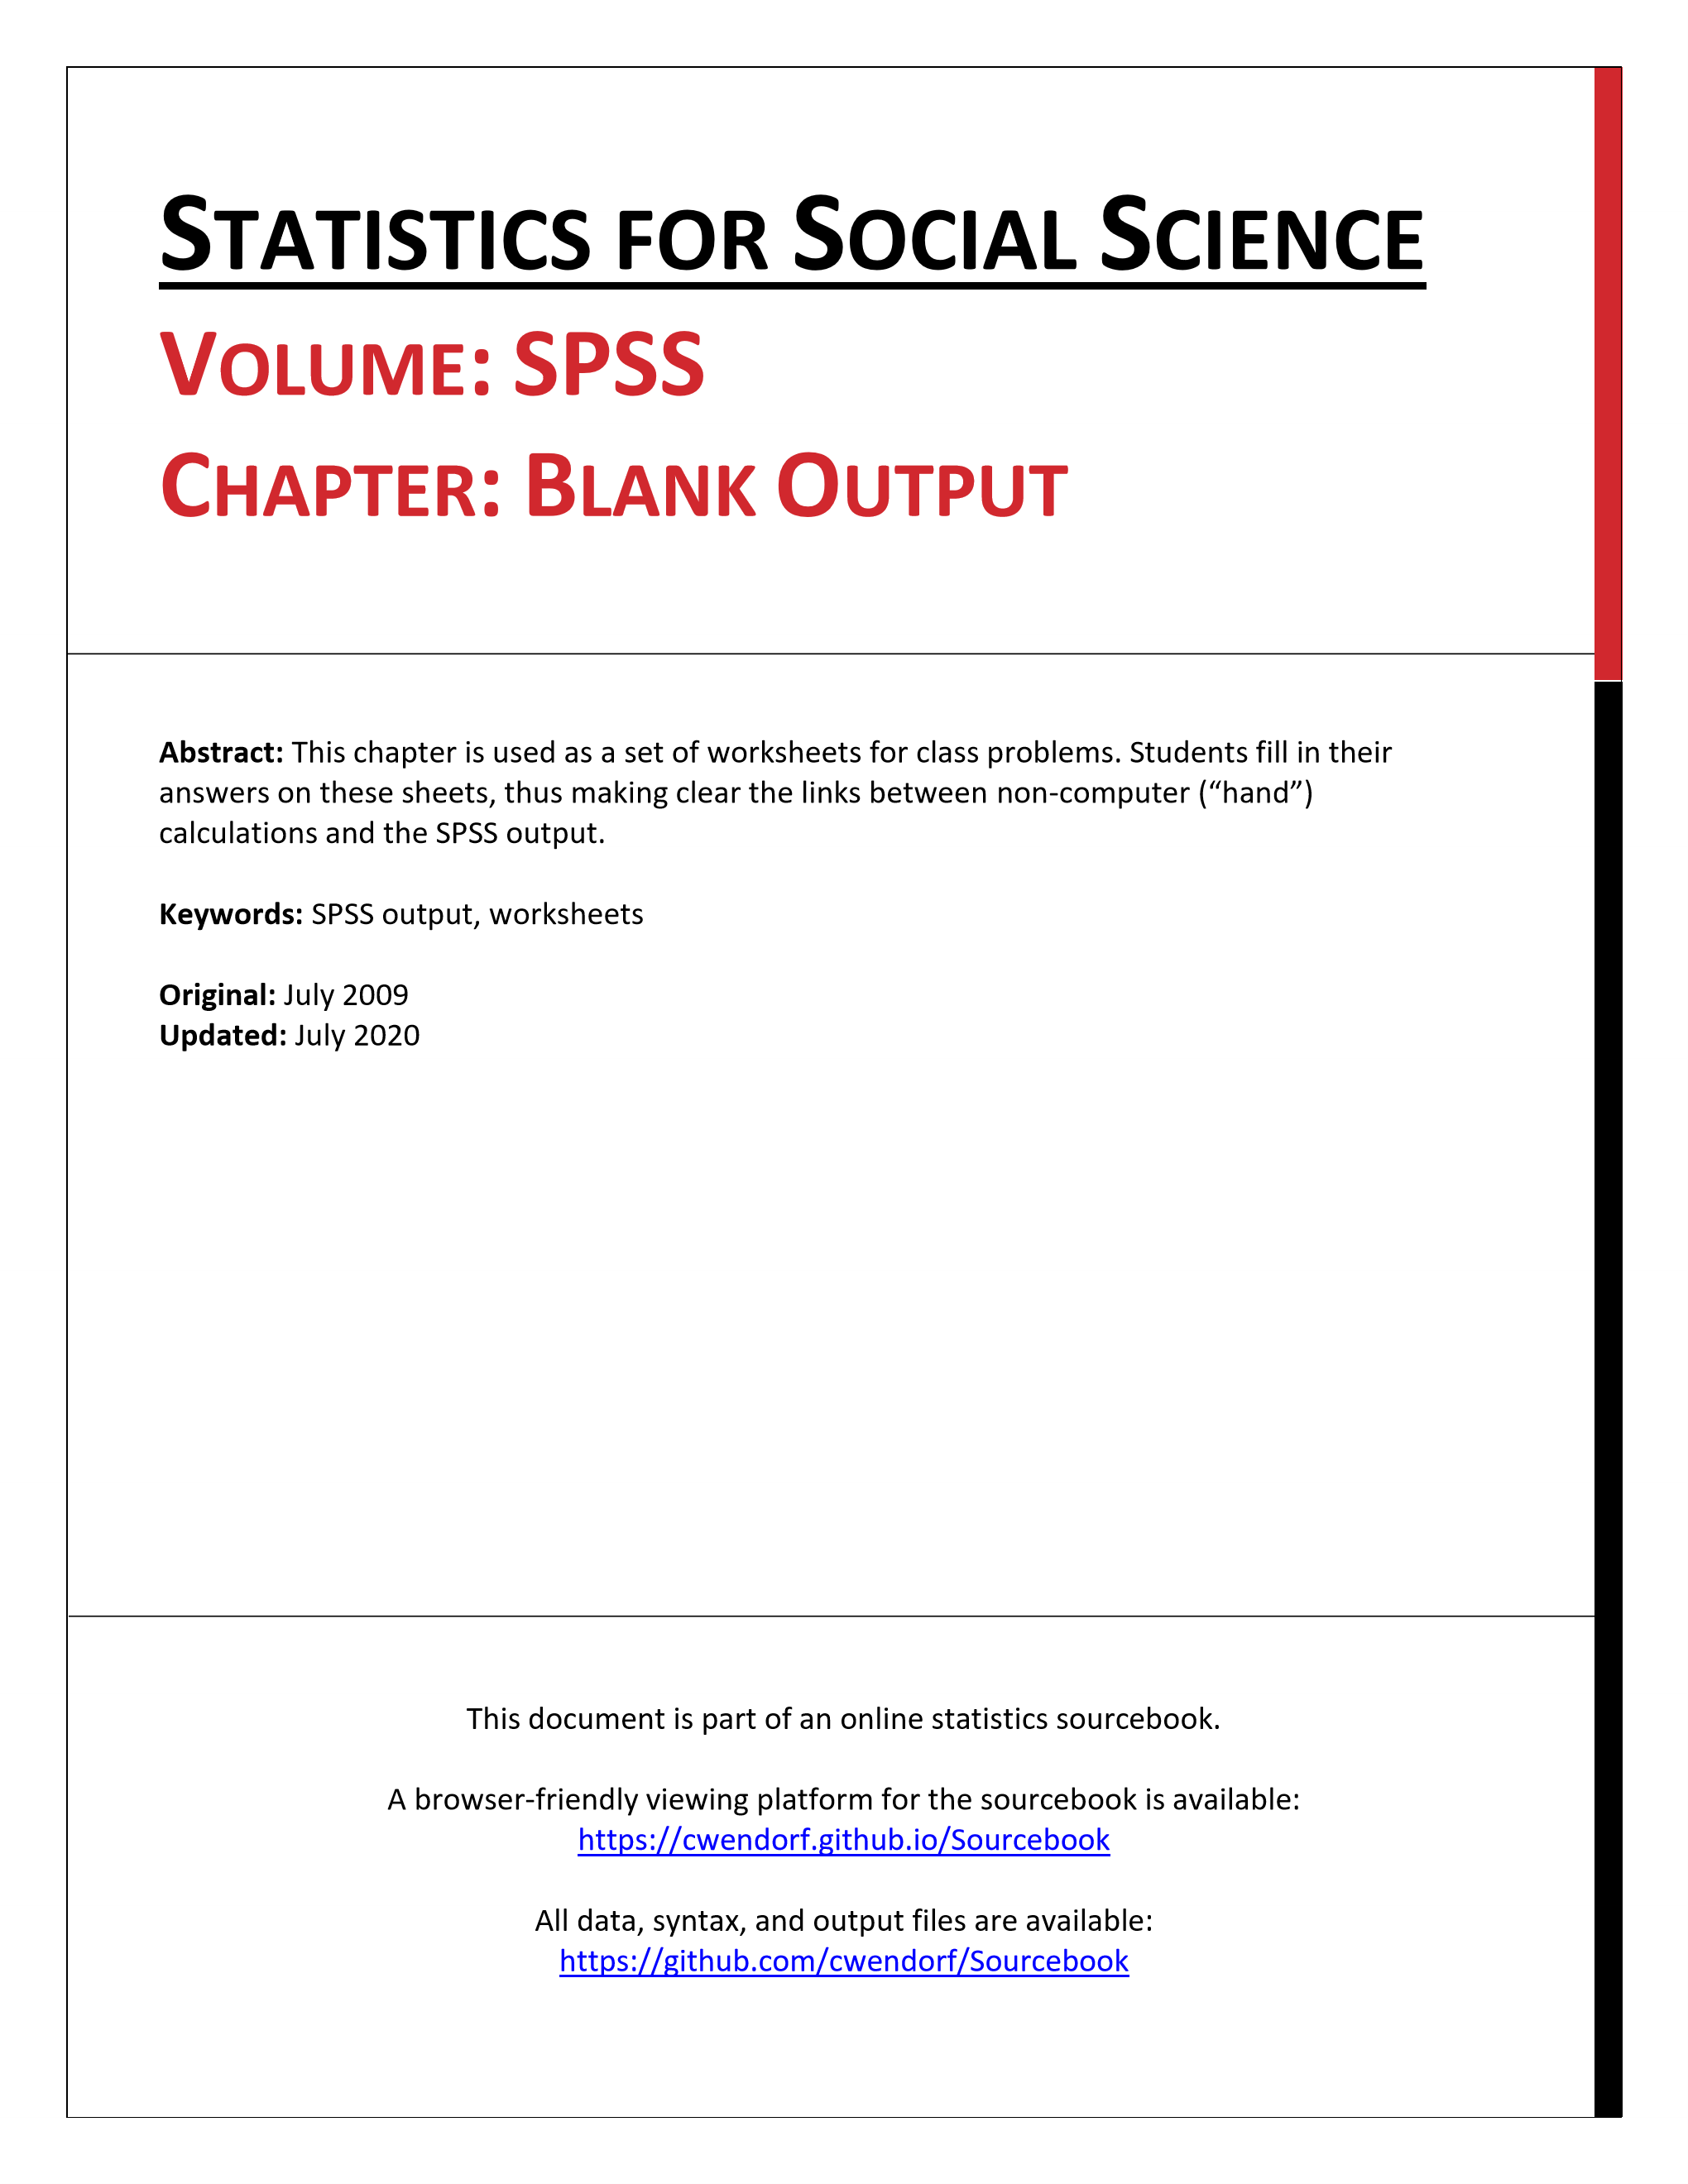 STATISTICS FOR SOCIAL SCIENCE
VOLUME: SPSS
CHAPTER: BLANK OUTPUT
Abstract: This chapter is used as a set of worksheets for class problems. Students fill in their
answers on these sheets, thus making clear the links between non-computer (“hand”)
calculations and the SPSS output.
Keywords: SPSS output, worksheets
Original: July 2009
Updated: July 2020
This document is part of an online statistics sourcebook.
A browser-friendly viewing platform for the sourcebook is available:
https://cwendorf.github.io/Sourcebook
All data, syntax, and output files are available:
https://github.com/cwendorf/Sourcebook